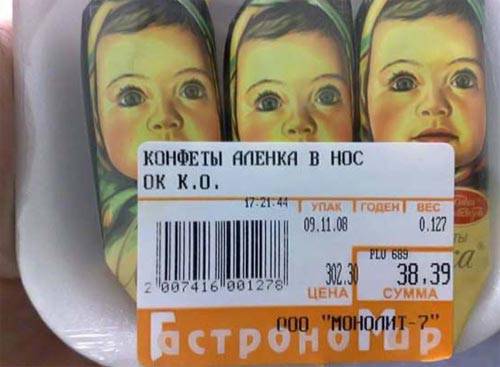 КОНФЕТЫ АЛЕНКА В НОС
ОК К.О.
17:21:44 УПАК ГОДЕН ВЕС
09.11.08 0.127
PLU 689
302.30 38.39
ЦЕНА СУММА
2 007416 001278
ООО "МОНОЛИТ-7"
ГастроноМир